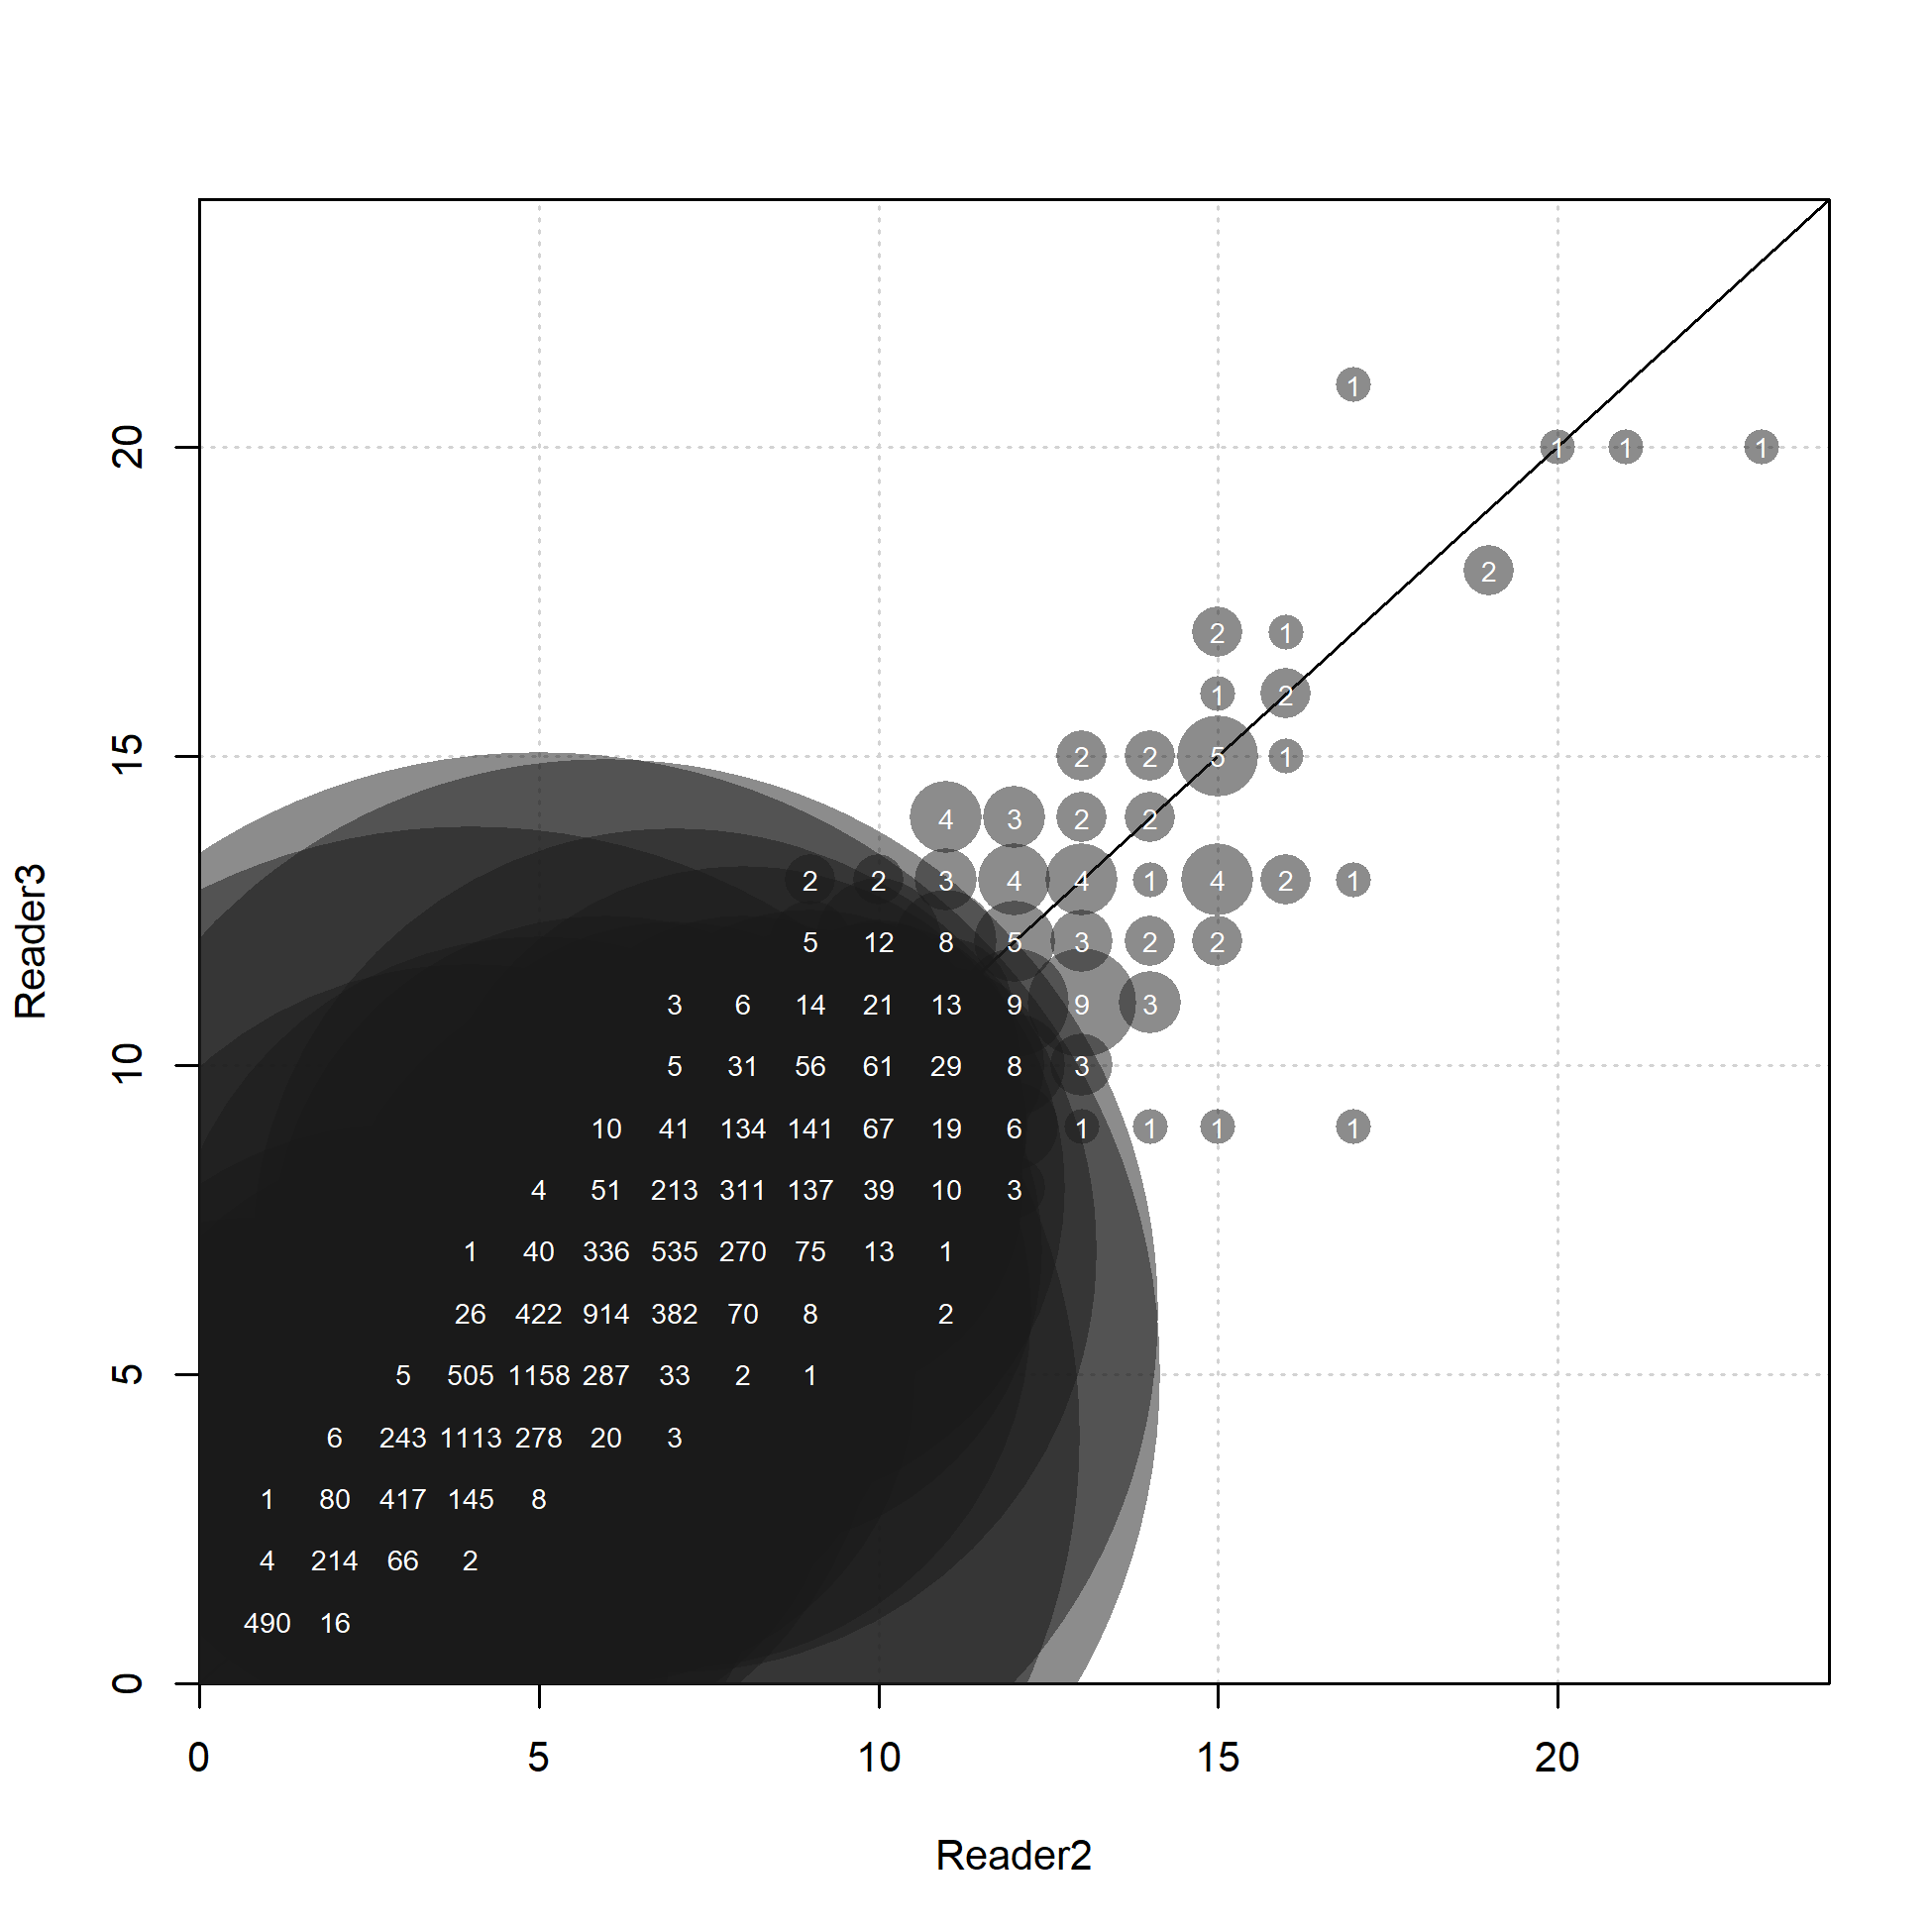 1
20 1 1 1
2
2 1
1 2
15 2 2 5 1
4 3 2 2
2 2 3 4 4 1 4 2 1
5 12 8 5 3 2 2
3 6 14 21 13 9 9 3
10 5 31 56 61 29 8 3
10 41 134 141 67 19 6 1 1 1 1
4 51 213 311 137 39 10 3
1 40 336 535 270 75 13 1
26 422 914 382 70 8 2
5 5 505 1158 287 33 2 1
6 243 1113 278 20 3
1 80 417 145 8
4 214 66 2
490 16
0
0 5 10 15 20
Reader2
Reader3